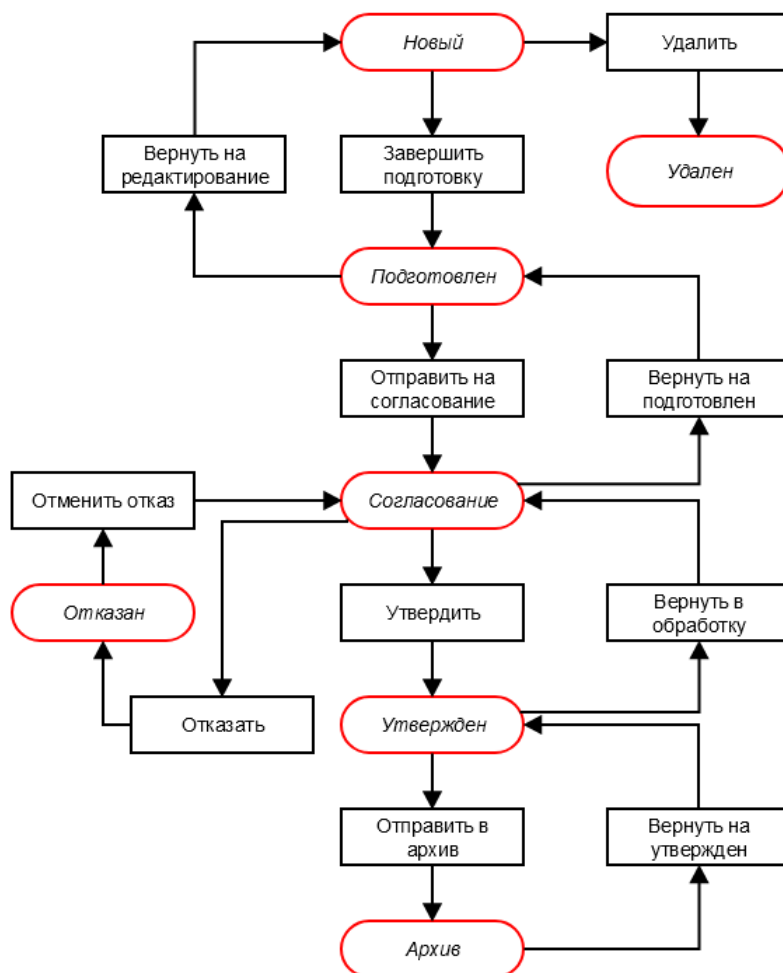 Новый
Удалить
Вернуть на
редактирование
Завершить
подготовку
Удален
Подготовлен
Отправить на
согласование
Вернуть на
подготовлен
Отменить отказ
Согласование
Отказан
Утвердить
Вернуть в
обработку
Отказать
Утвержден
Отправить в
архив
Вернуть на
утвержден
Архив